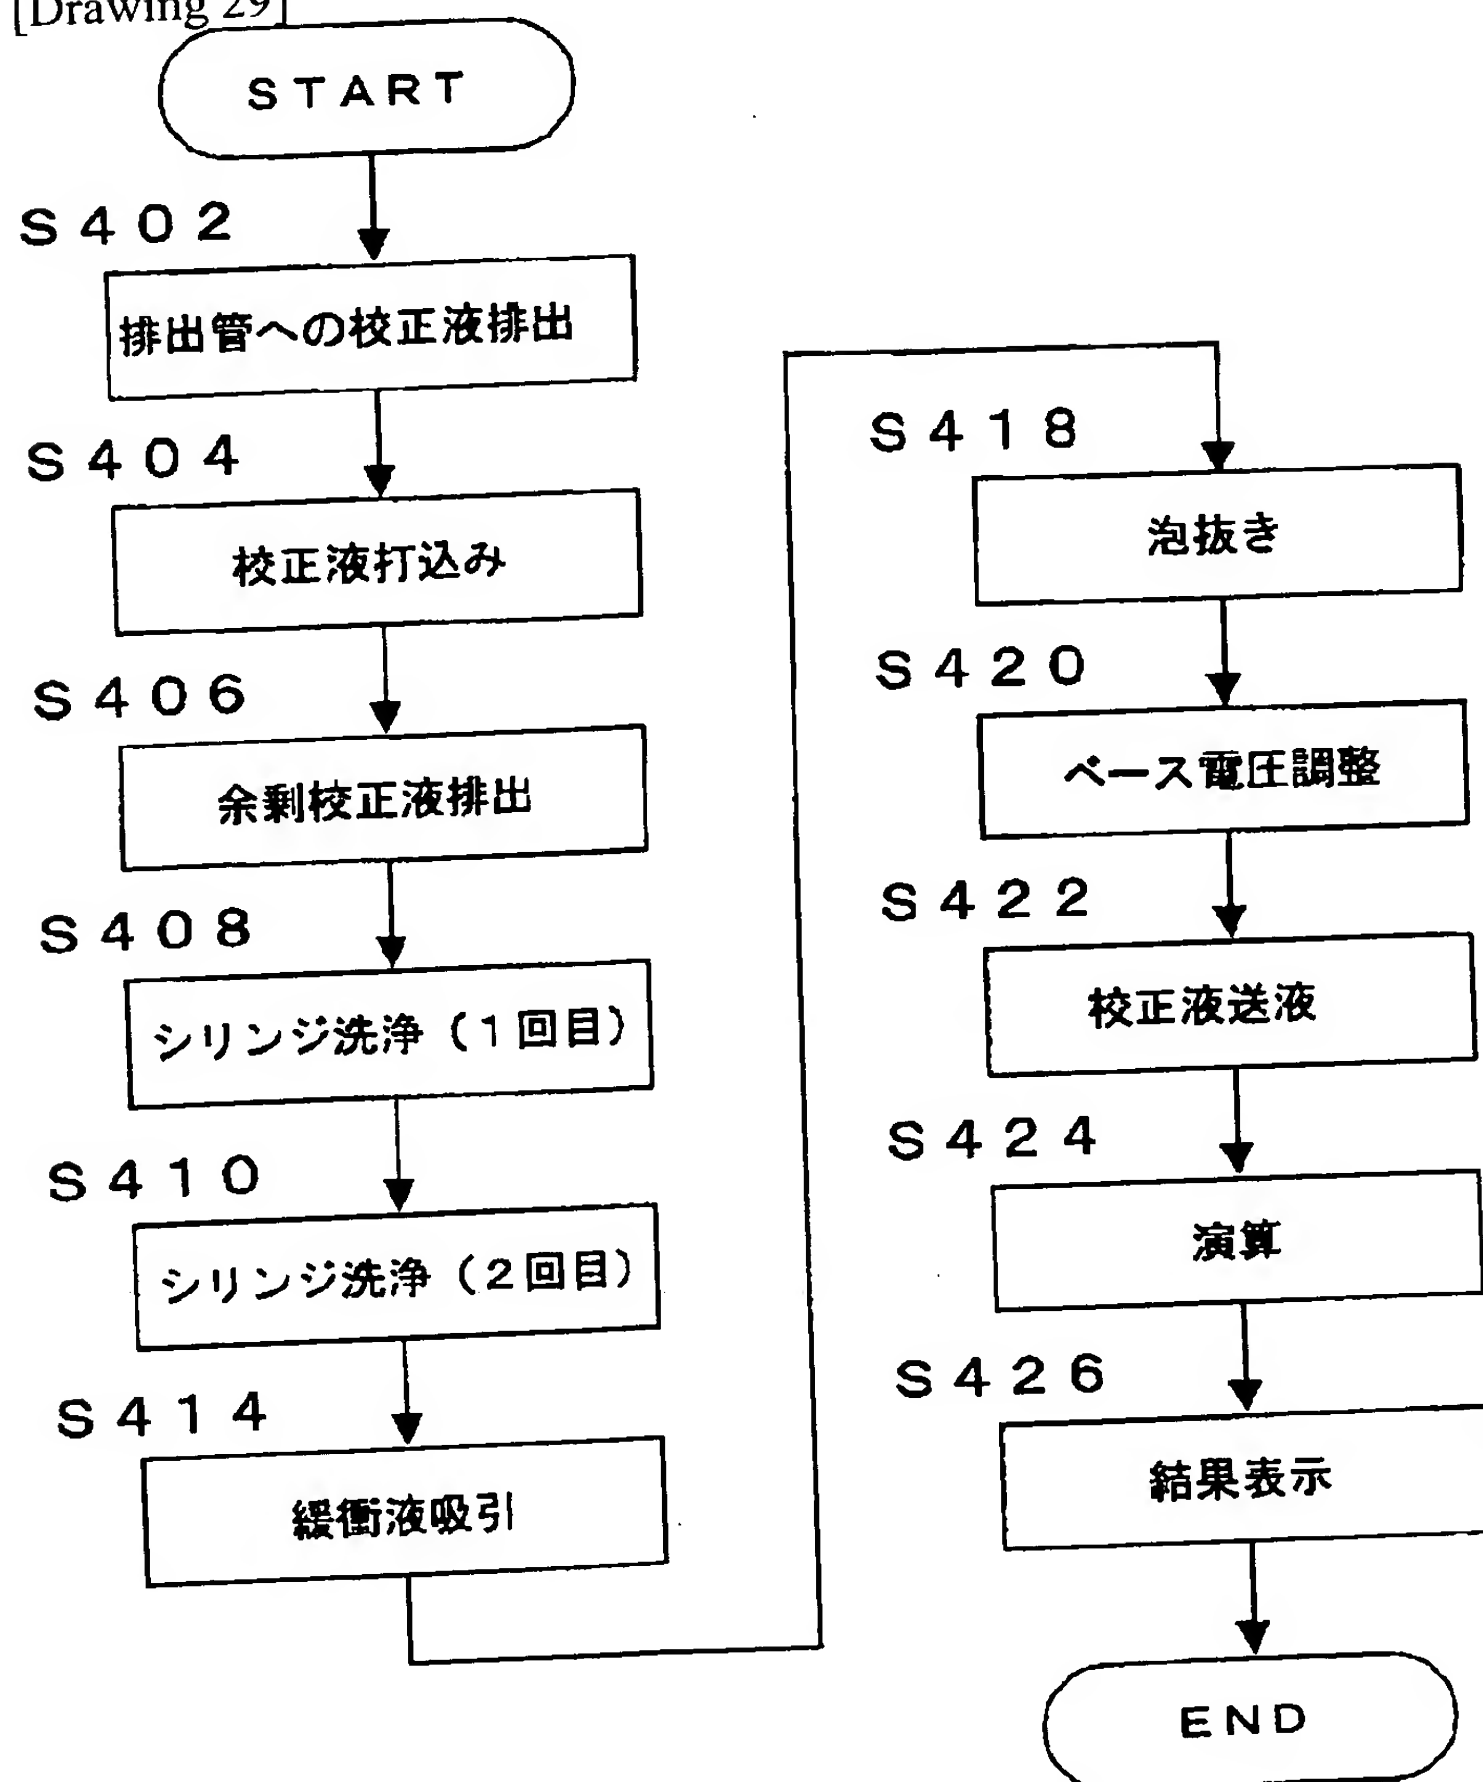 [Drawing 29]
START
S402
排出管への校正液排出
S404
校正液打込み
S406
余剰校正液排出
S408
シリンジ洗浄（1回目）
S410
シリンジ洗浄（2回目）
S414
緩衝液吸引
S418
泡抜き
S420
ベース電圧調整
S422
校正液送液
S424
演算
S426
結果表示
END